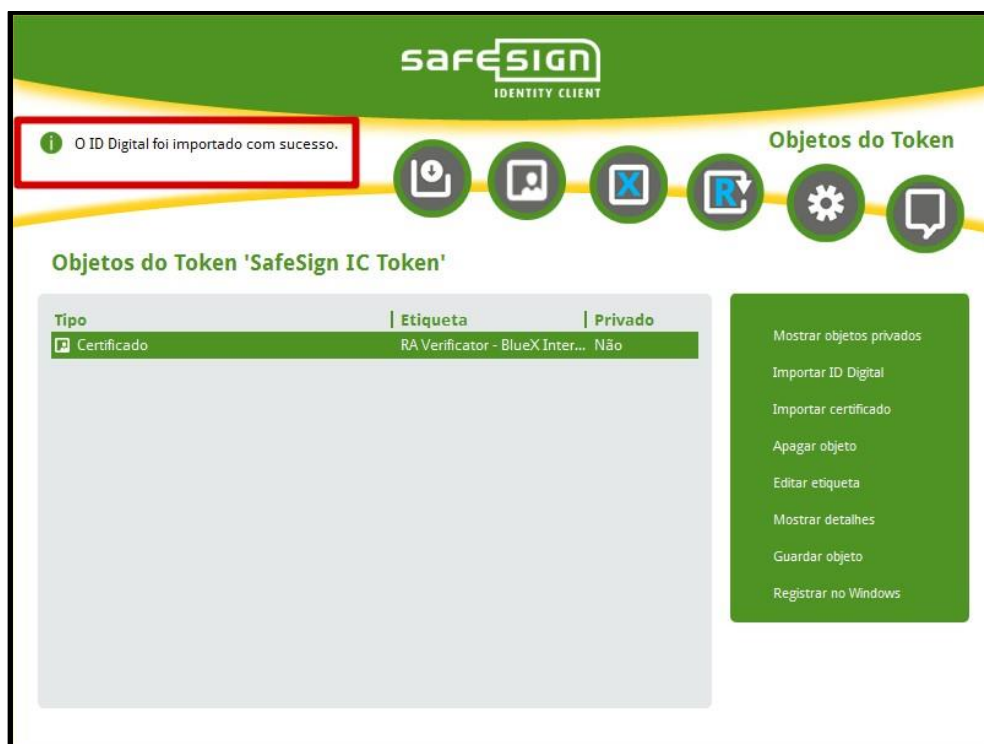 safesign
IDENTITY CLIENT
O ID Digital foi importado com sucesso.
Objetos do Token
X
R
Objetos do Token 'SafeSign IC Token'
Tipo Etiqueta Privado
Certificado RA Verificator - BlueX Inter... Não
Mostrar objetos privados
Importar ID Digital
Importar certificado
Apagar objeto
Editar etiqueta
Mostrar detalhes
Guardar objeto
Registrar no Windows